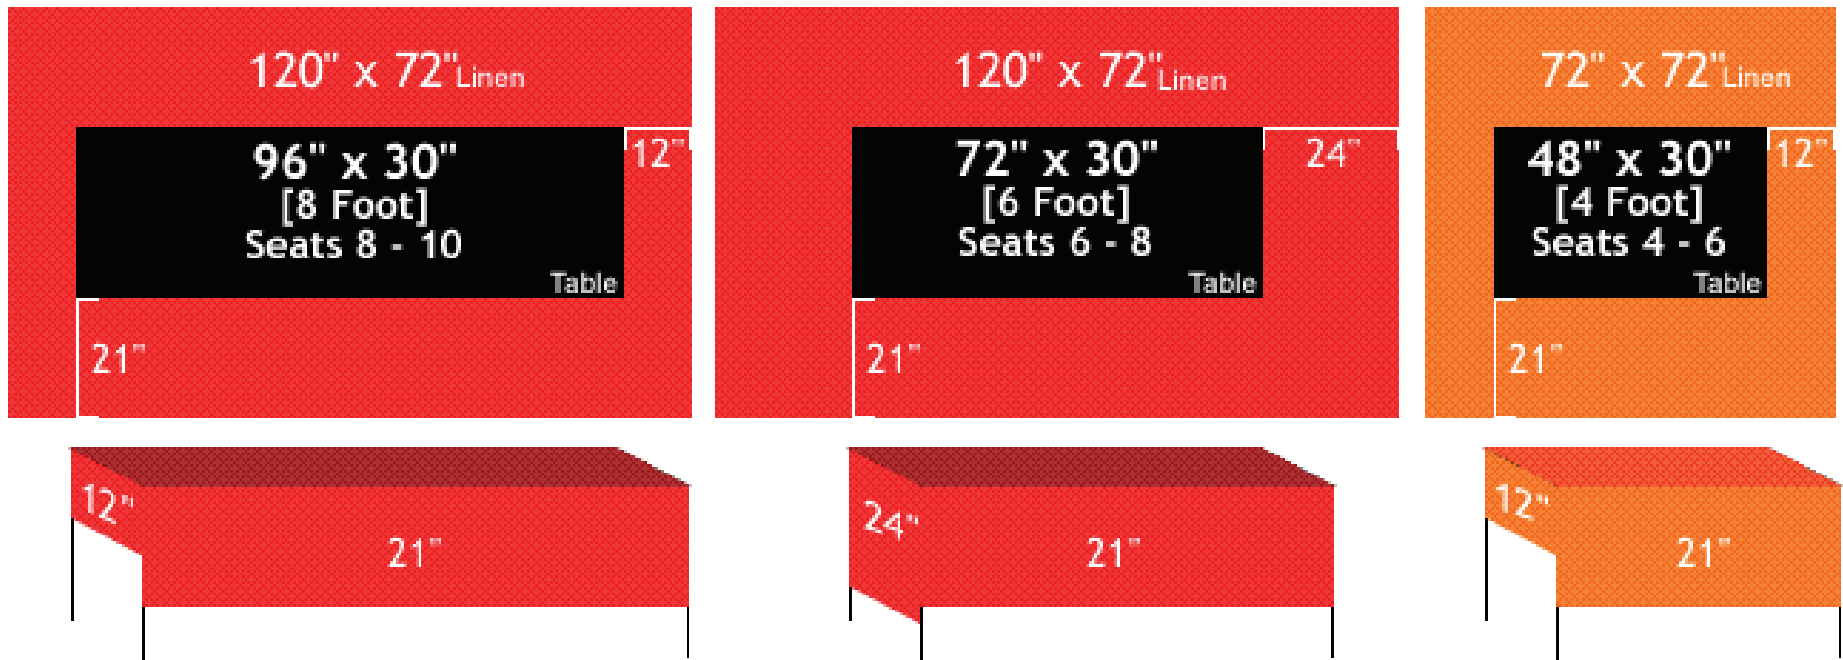 120" x 72" Linen
96" x 30"
[8 Foot]
Seats 8 - 10
Table
12"
21"
12"
21"
120" x 72" Linen
72" x 30"
[6 Foot]
Seats 6 - 8
Table
24"
21"
24"
21"
72" x 72" Linen
48" x 30"
[4 Foot]
Seats 4 - 6
Table
12"
21"
12"
21"